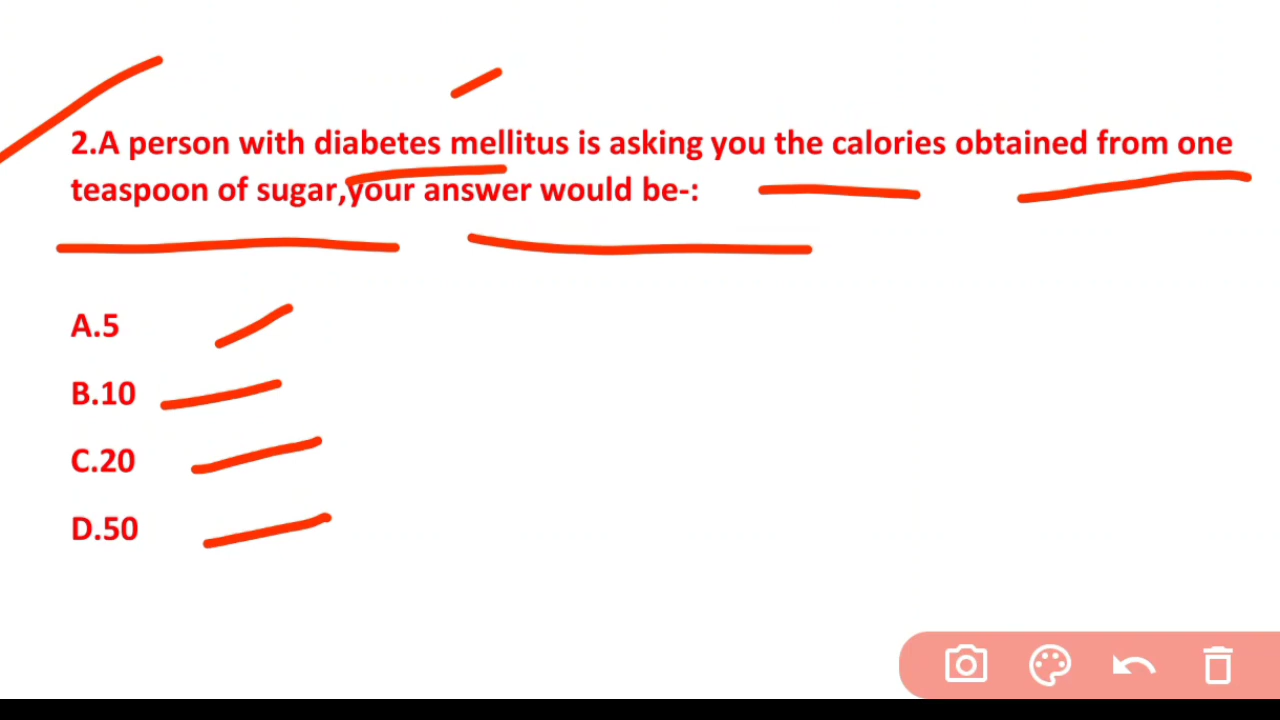 2.A person with diabetes mellitus is asking you the calories obtained from one
teaspoon of sugar,your answer would be-:
A.5
B.10
C.20
D.50